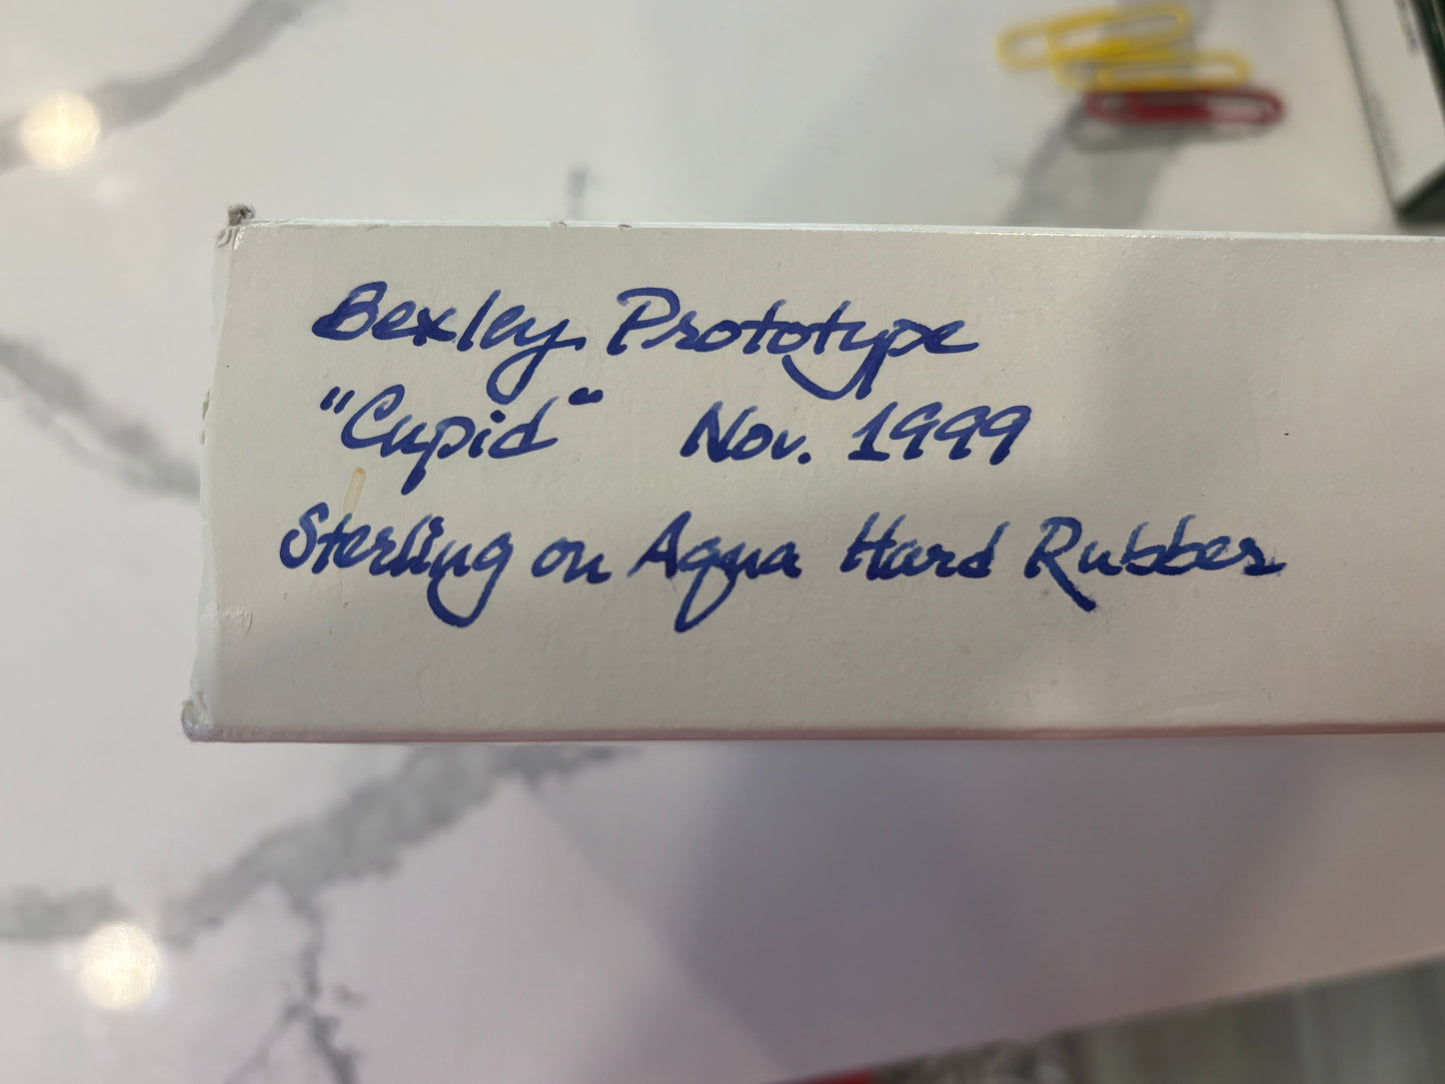 Bexley Prototype
"Cupid" Nov. 1999
Sterling on Aqua Hard Rubber